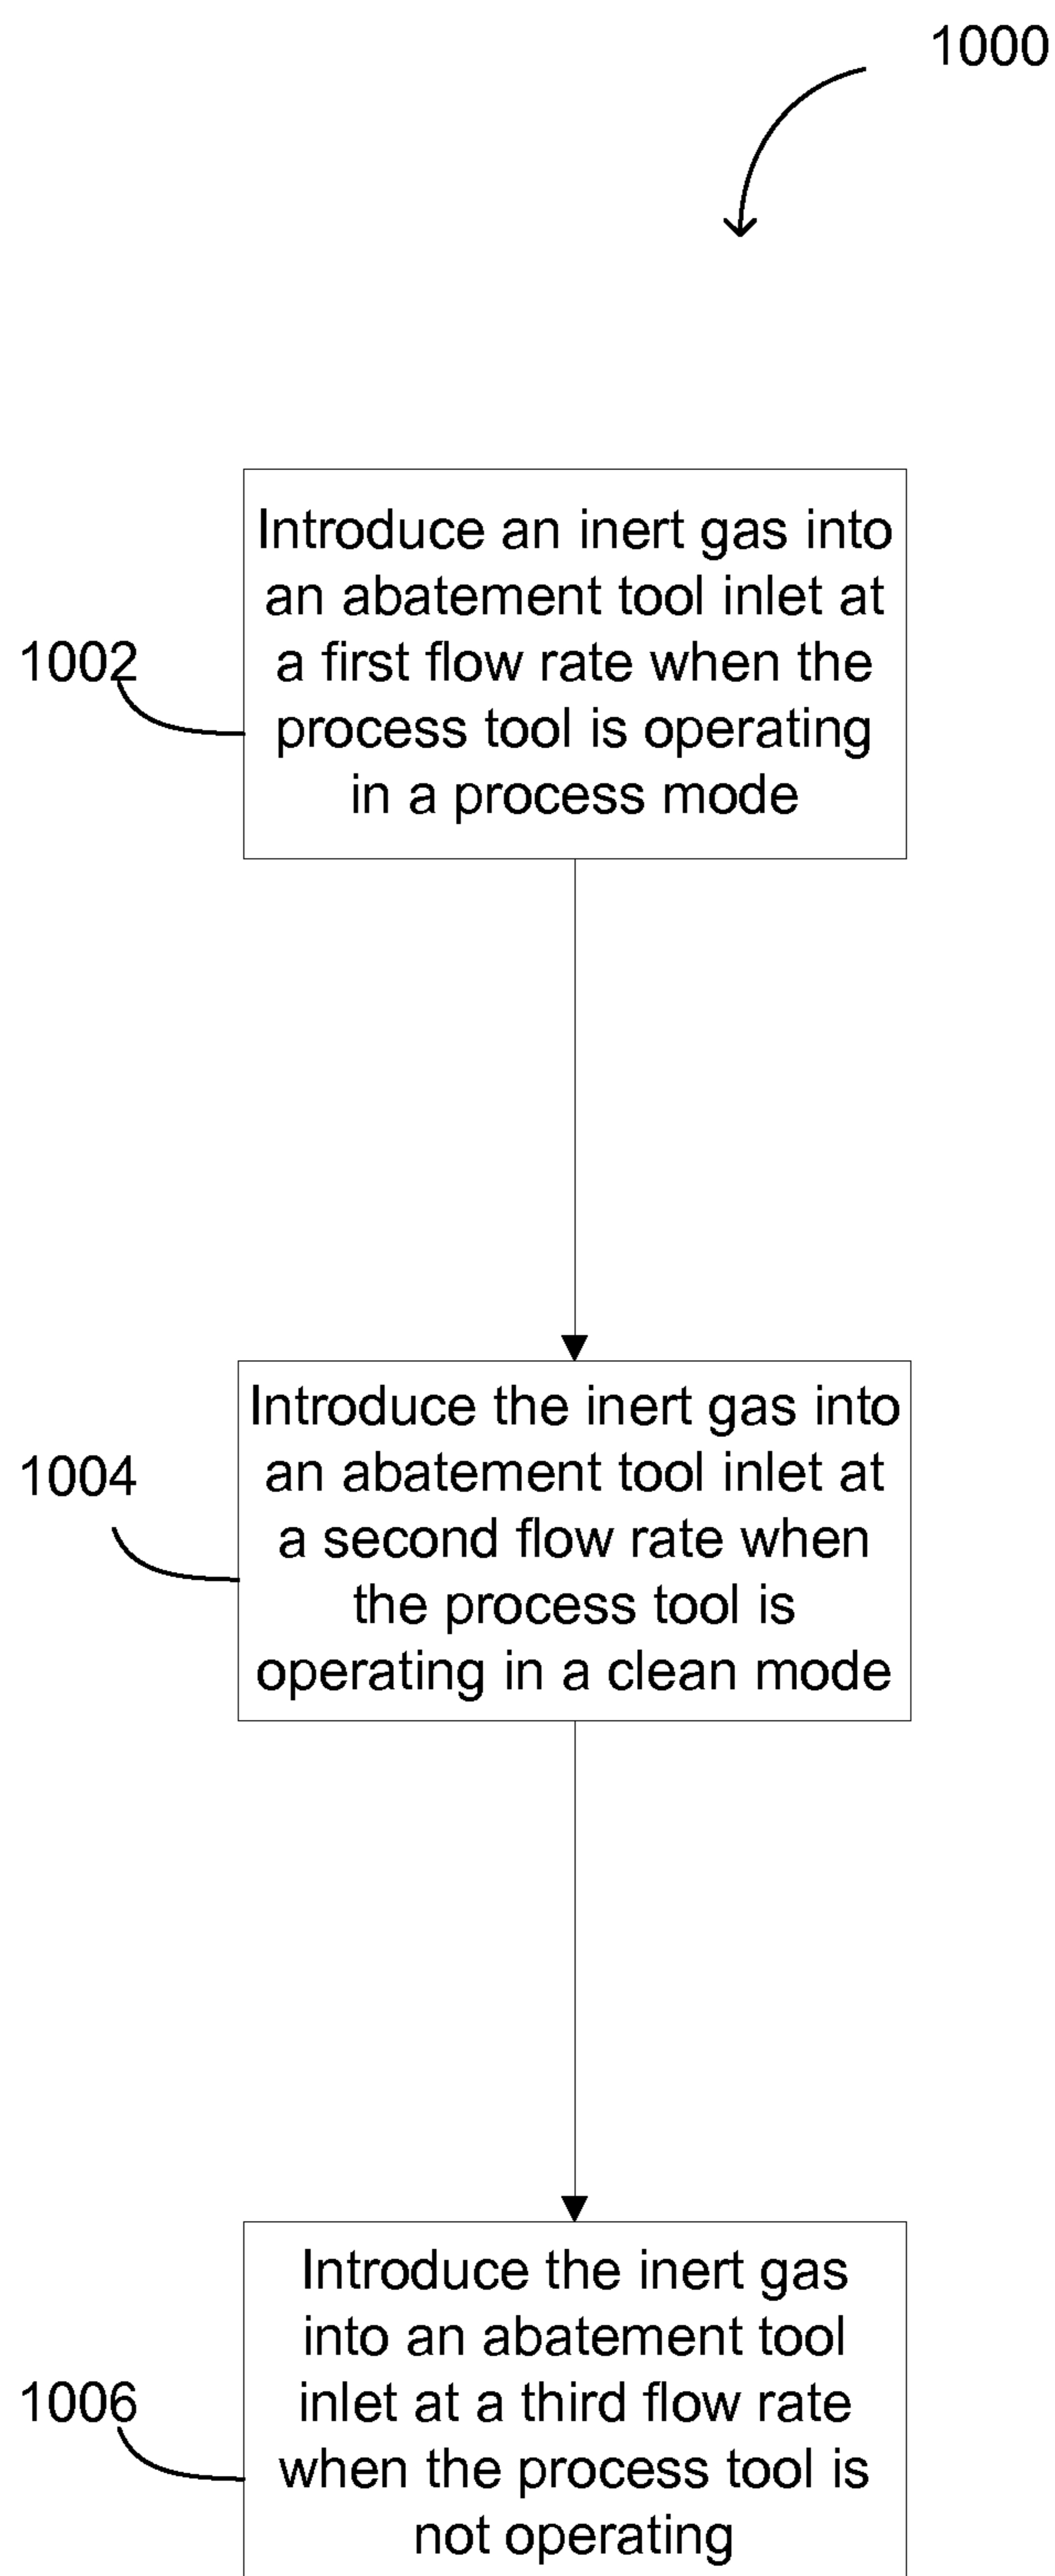 1000
Introduce an inert gas into
an abatement tool inlet at
a first flow rate when the
process tool is operating
in a process mode
1002
Introduce the inert gas into
an abatement tool inlet at
a second flow rate when
the process tool is
operating in a clean mode
1004
Introduce the inert gas
into an abatement tool
inlet at a third flow rate
when the process tool is
not operating
1006